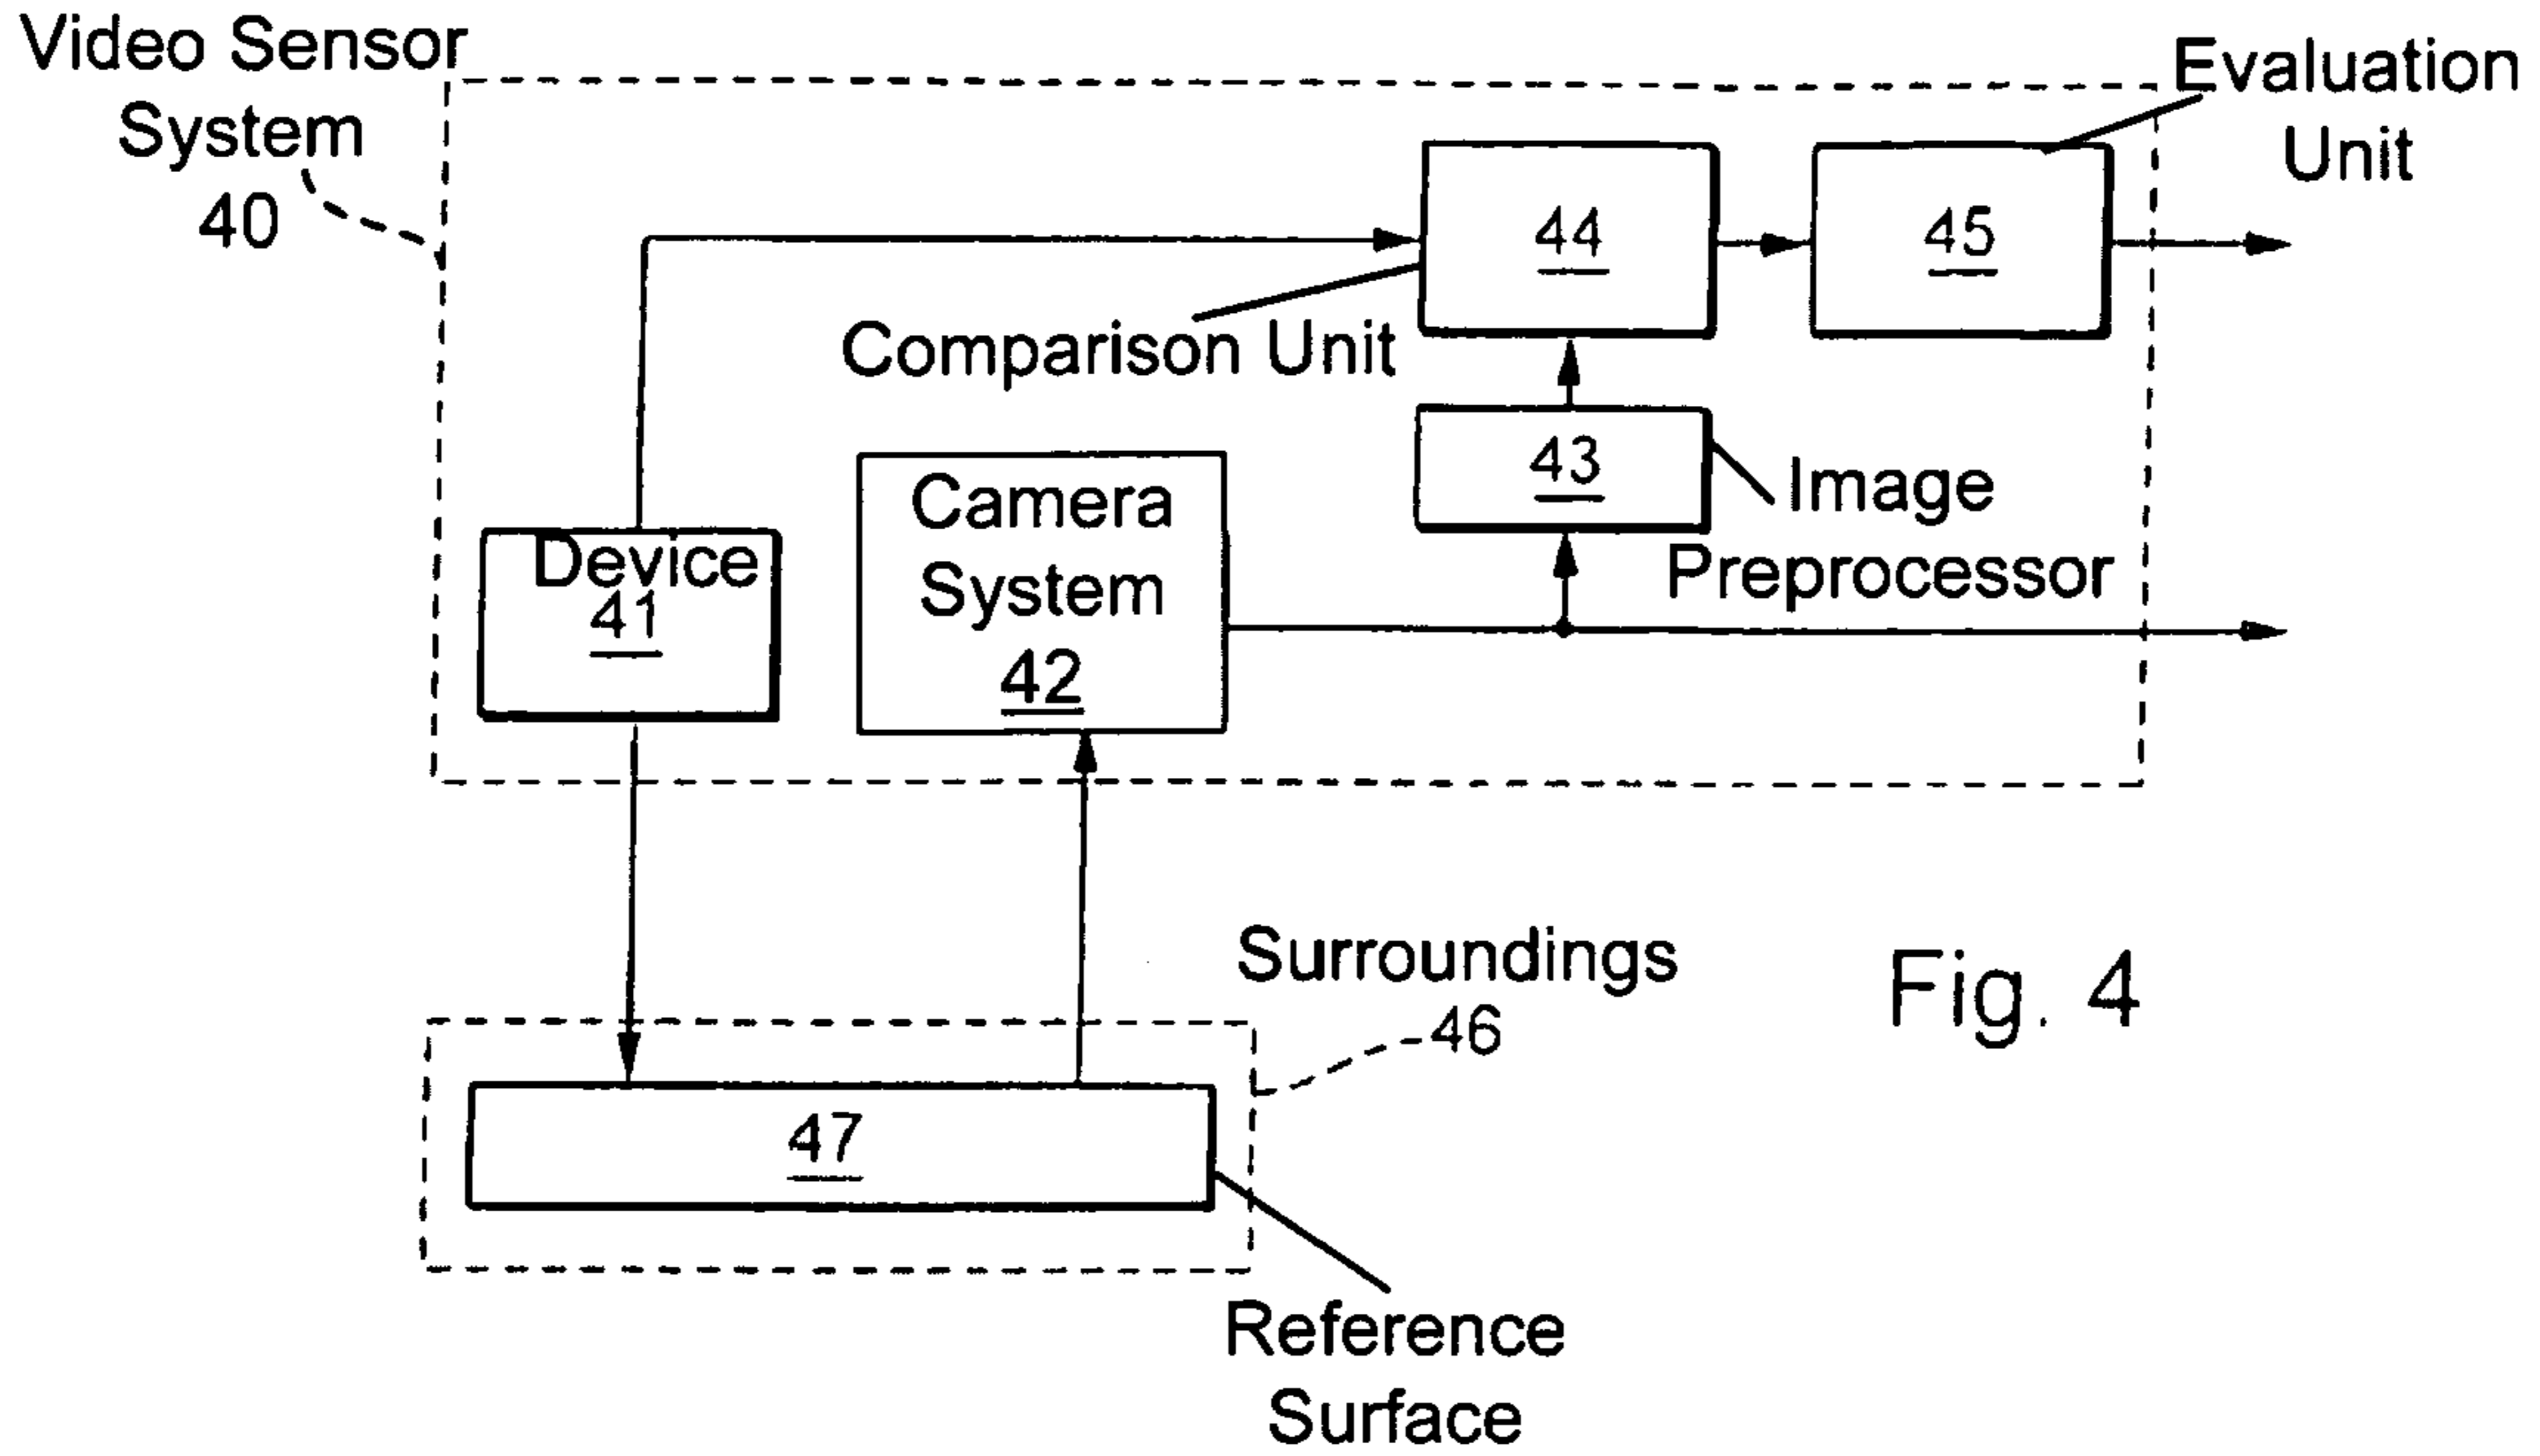 Video Sensor
System
40
Evaluation
Unit
44
45
Comparison Unit
43
Image
Preprocessor
Camera
System
42
Device
41
Surroundings
46
Fig. 4
47
Reference
Surface